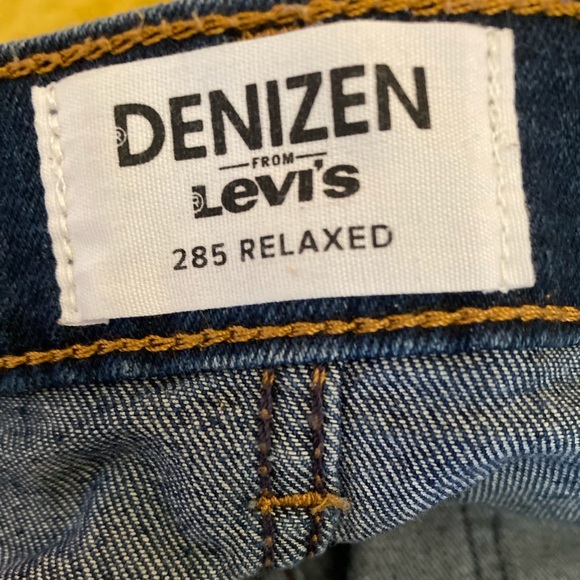 ®DENIZEN
FROM
®Levi's
285 RELAXED